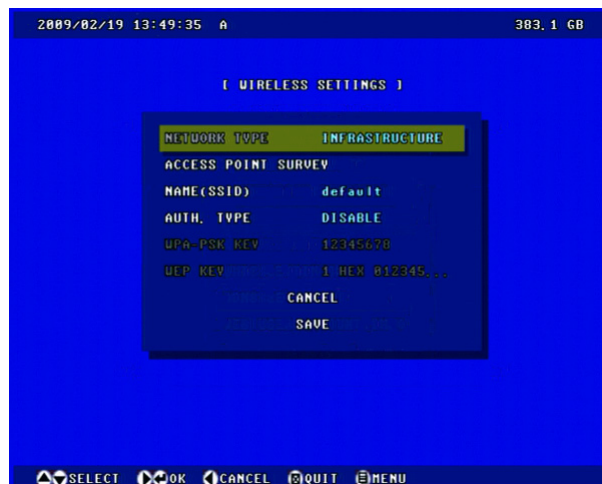 2009/02/19 13:49:35 A 383.1 GB
[ WIRELESS SETTINGS ]
NETWORK TYPE INFRASTRUCTURE
ACCESS POINT SURVEY
NAME(SSID) default
AUTH. TYPE DISABLE
WPA-PSK KEY 12345678
WEP KEY 1 HEX 012345...
CANCEL
SAVE
SELECT OK CANCEL QUIT MENU